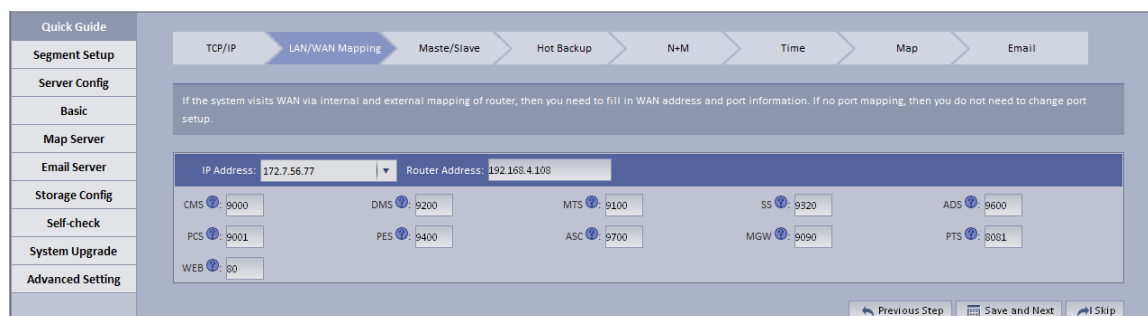 Quick Guide
Segment Setup
Server Config
Basic
Map Server
Email Server
Storage Config
Self-check
System Upgrade
Advanced Setting
TCP/IP LAN/WAN Mapping Maste/Slave Hot Backup N+M Time Map Email
If the system visits WAN via internal and external mapping of router, then you need to fill in WAN address and port information. If no port mapping, then you do not need to change port
setup.
IP Address: 172.7.56.77 Router Address: 192.168.4.108
CMS ?: 9000 DMS ?: 9200 MTS ?: 9100 SS ?: 9320 ADS ?: 9600
PCS ?: 9001 PES ?: 9400 ASC ?: 9700 MGW ?: 9090 PTS ?: 8081
WEB ?: 80
Previous Step Save and Next Skip